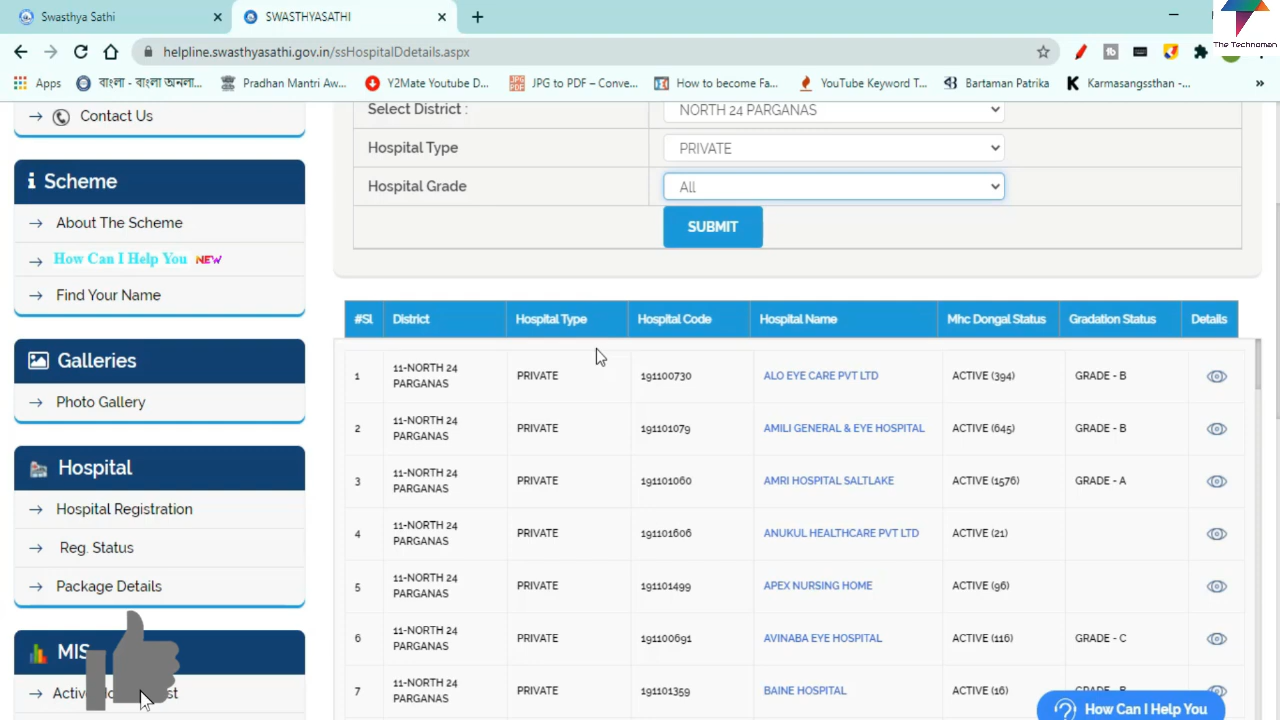 Swasthya Sathi
SWASTHYASATHI
The Technoman
helpline.swasthyasathi.gov.in/ssHospitalDdetails.aspx
Apps
বাংলা - বাংলা অনলা...
Pradhan Mantri Aw...
Y2Mate Youtube D...
JPG to PDF – Conve...
How to become Fa...
YouTube Keyword T...
Bartaman Patrika
Karmasangssthan -...
Contact Us
Scheme
About The Scheme
How Can I Help You NEW
Find Your Name
Galleries
Photo Gallery
Hospital
Hospital Registration
Reg. Status
Package Details
MIS
Select District :
NORTH 24 PARGANAS
Hospital Type
PRIVATE
Hospital Grade
All
SUBMIT
#Sl District Hospital Type Hospital Code Hospital Name Mhc Dongal Status Gradation Status Details
1 11-NORTH 24 PARGANAS PRIVATE 191100730 ALO EYE CARE PVT LTD ACTIVE (394) GRADE - B
2 11-NORTH 24 PARGANAS PRIVATE 191101079 AMILI GENERAL & EYE HOSPITAL ACTIVE (645) GRADE - B
3 11-NORTH 24 PARGANAS PRIVATE 191101060 AMRI HOSPITAL SALTLAKE ACTIVE (1576) GRADE - A
4 11-NORTH 24 PARGANAS PRIVATE 191101606 ANUKUL HEALTHCARE PVT LTD ACTIVE (21)
5 11-NORTH 24 PARGANAS PRIVATE 191101499 APEX NURSING HOME ACTIVE (96)
6 11-NORTH 24 PARGANAS PRIVATE 191100691 AVINABA EYE HOSPITAL ACTIVE (116) GRADE - C
7 11-NORTH 24 PARGANAS PRIVATE 191101359 BAINE HOSPITAL ACTIVE (16)
How Can I Help You